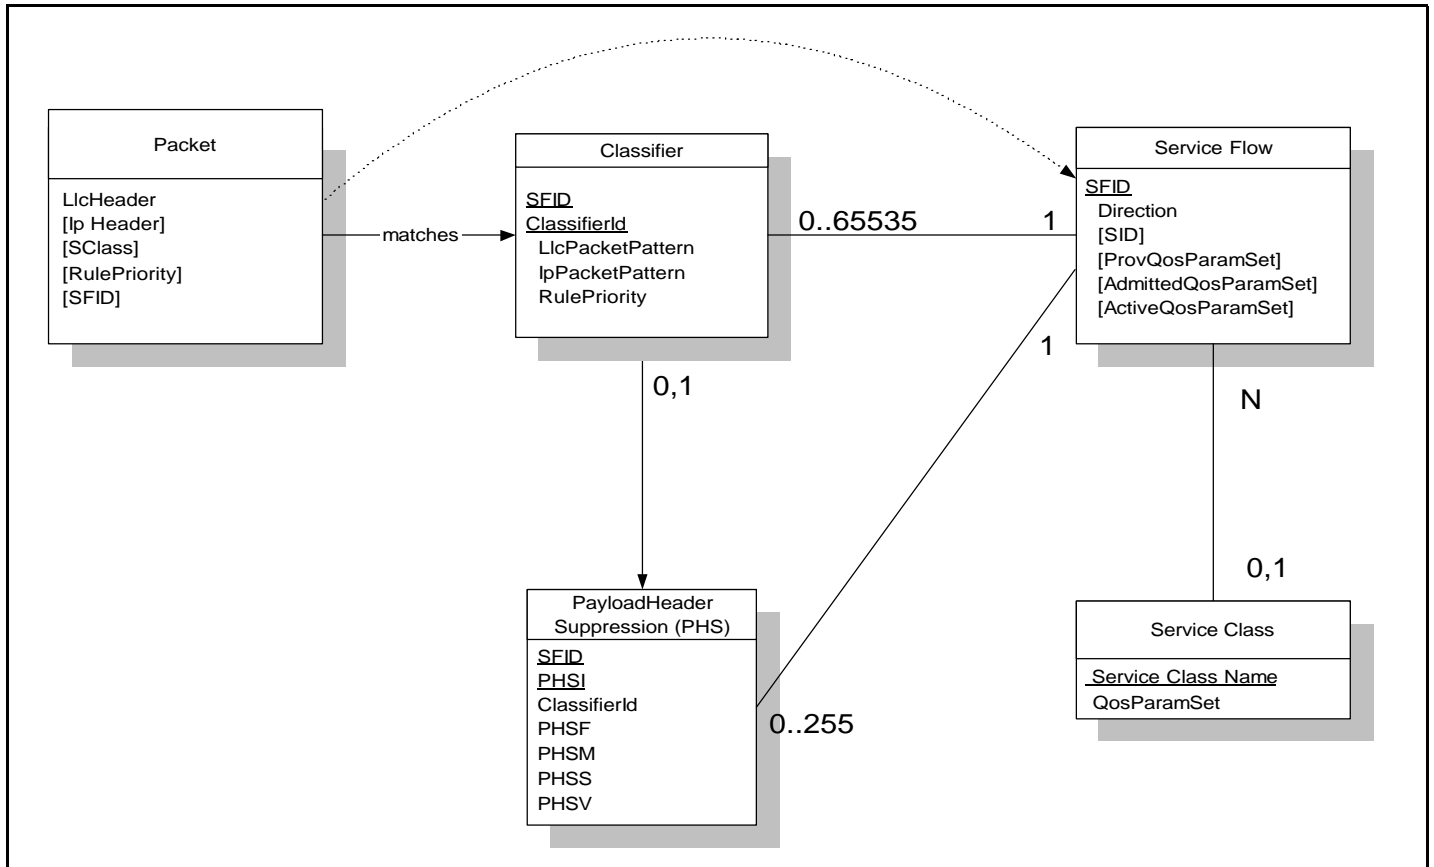 Packet
LlcHeader
[Ip Header]
[SClass]
[RulePriority]
[SFID]
matches
Classifier
SFID
ClassifierId
LlcPacketPattern
IpPacketPattern
RulePriority
0..65535
1
Service Flow
SFID
Direction
[SID]
[ProvQosParamSet]
[AdmittedQosParamSet]
[ActiveQosParamSet]
0,1
1
N
PayloadHeader
Suppression (PHS)
SFID
PHSI
ClassifierId
PHSF
PHSM
PHSS
PHSV
0..255
0,1
Service Class
Service Class Name
QosParamSet